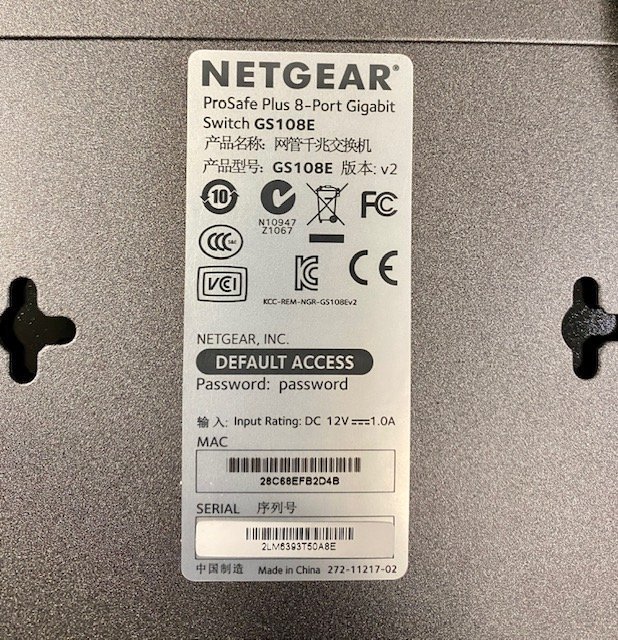 NETGEAR®
ProSafe Plus 8-Port Gigabit
Switch GS108E
产品名称: 网管千兆交换机
产品型号: GS108E 版本: v2
10
N10947
Z1067
FC
CCC S&E
VCI
CE
KCC-REM-NGR-GS108Ev2
NETGEAR, INC.
DEFAULT ACCESS
Password: password
输入: Input Rating: DC 12V⎓1.0A
MAC
28C68EFB2D4B
SERIAL 序列号
2LM6393T50A8E
中国制造 Made in China 272-11217-02